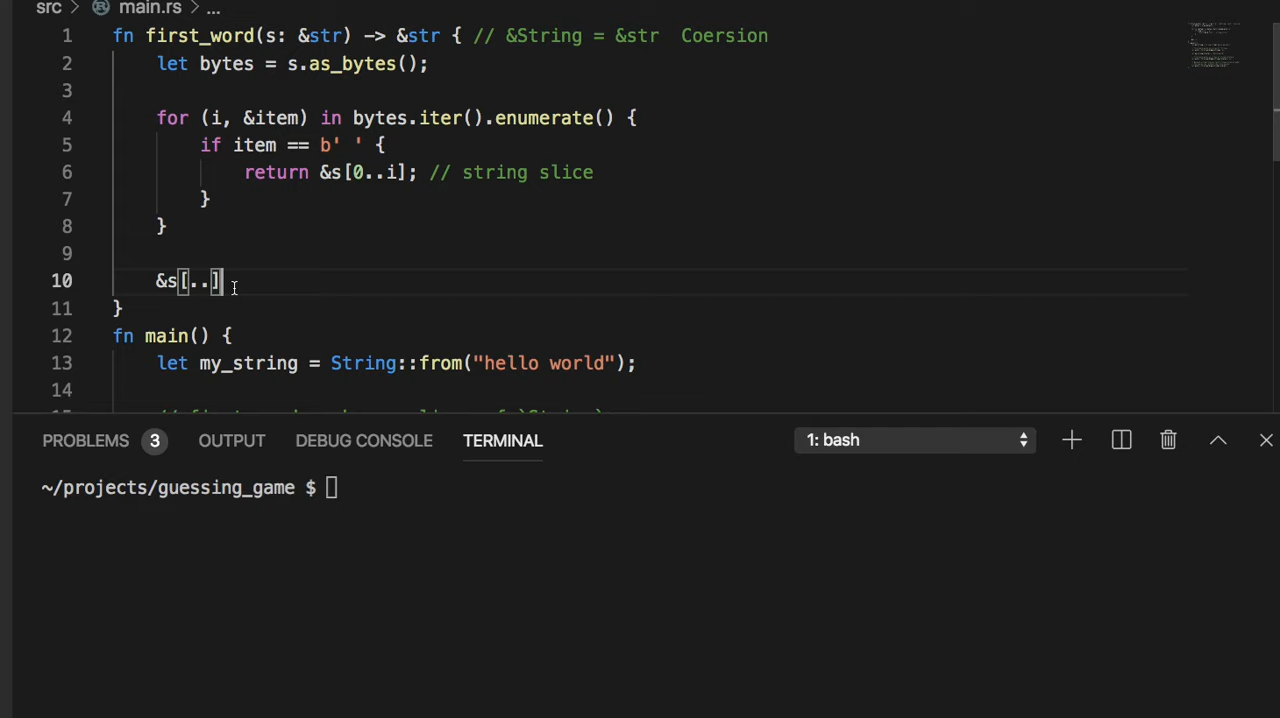 src > main.rs > ...
1 fn first_word(s: &str) -> &str { // &String = &str  Coersion
2     let bytes = s.as_bytes();
3
4     for (i, &item) in bytes.iter().enumerate() {
5         if item == b' ' {
6             return &s[0..i]; // string slice
7         }
8     }
9
10     &s[..]
11 }
12 fn main() {
13     let my_string = String::from("hello world");
14
PROBLEMS 3 OUTPUT DEBUG CONSOLE TERMINAL 1: bash
~/projects/guessing_game $